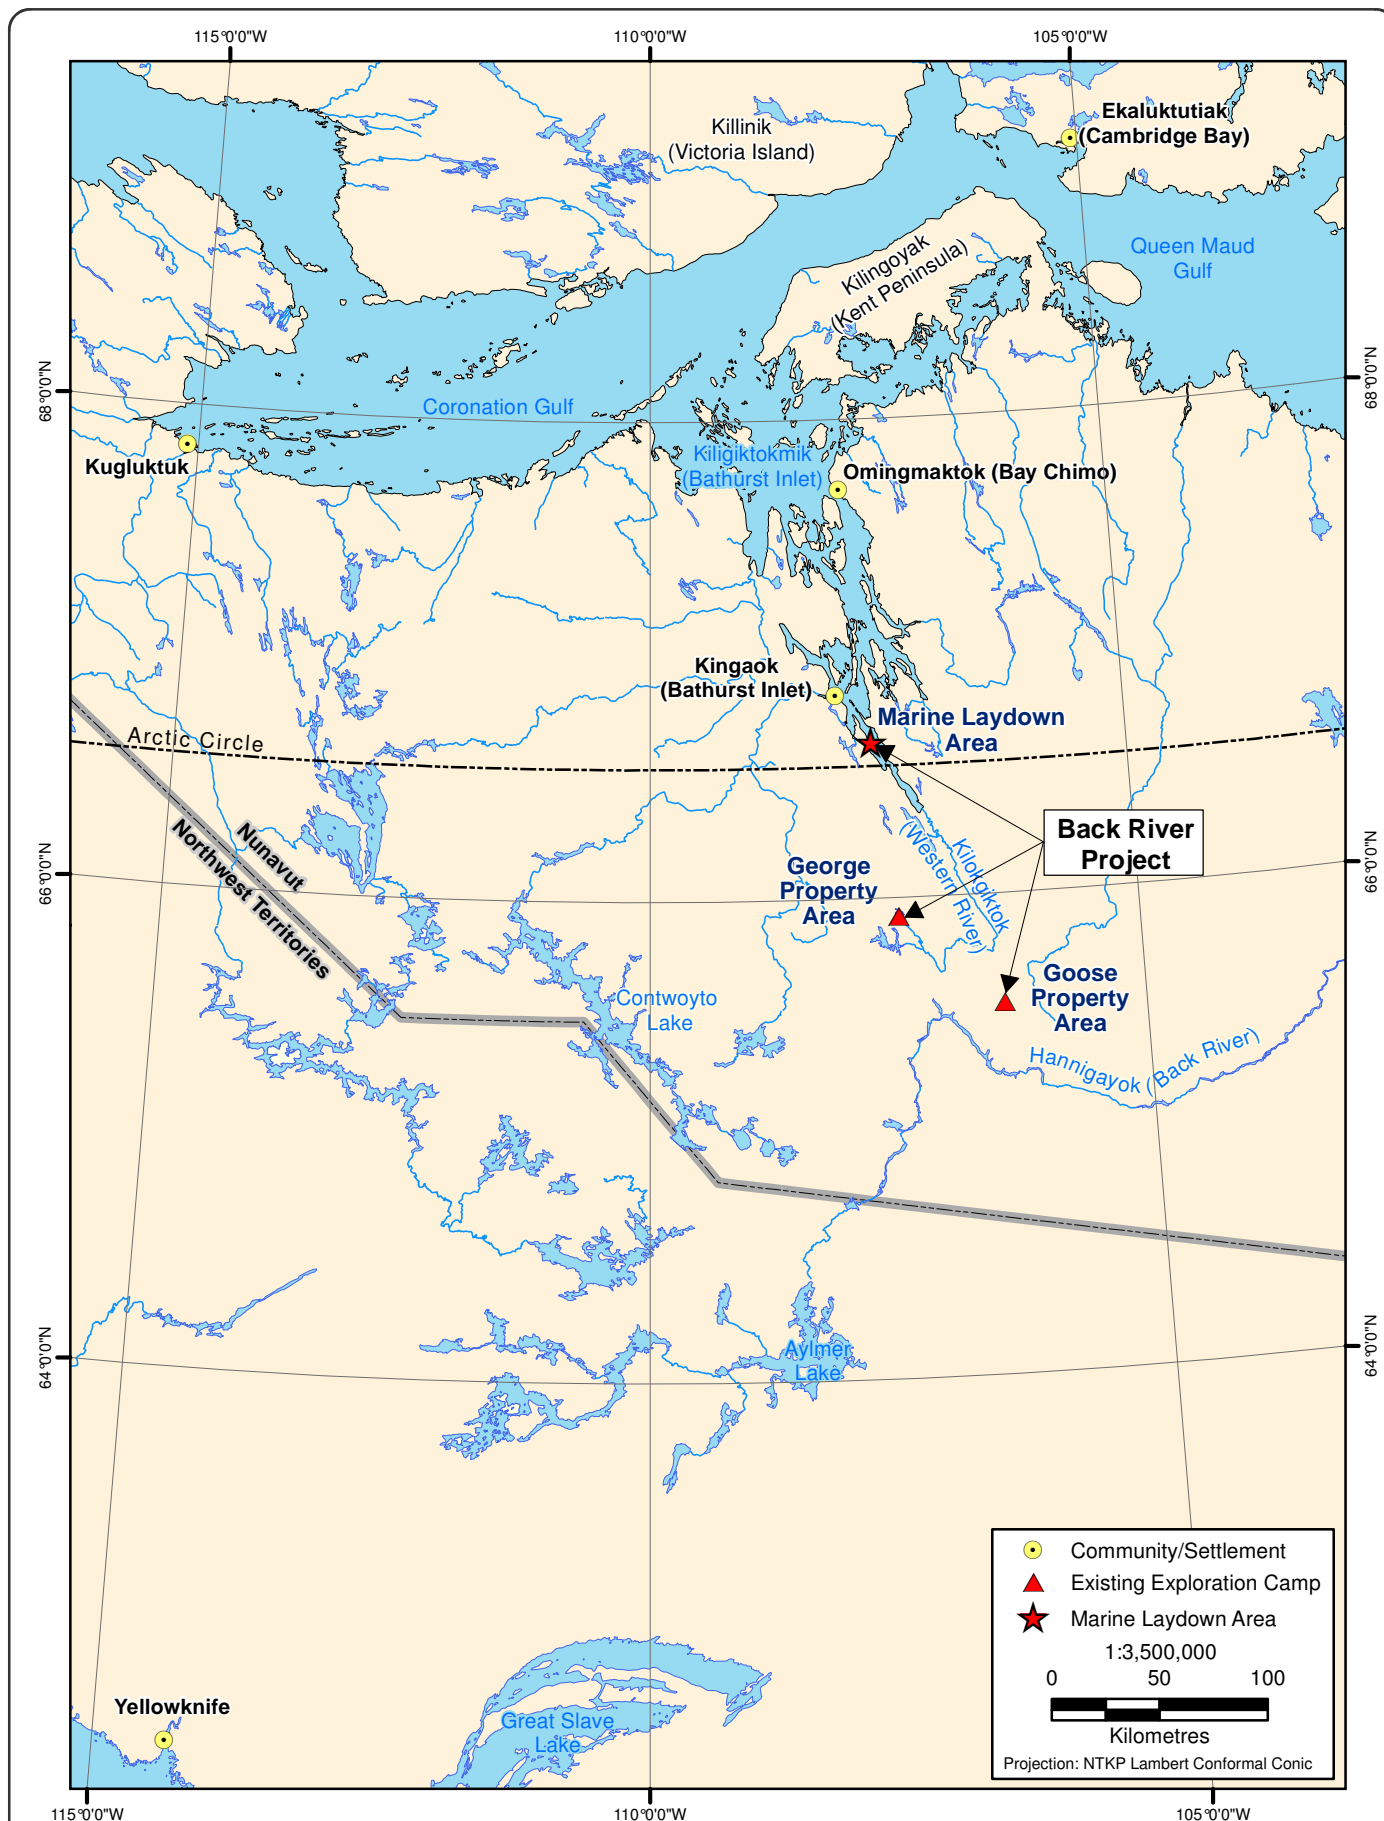 115°0'0"W
110°0'0"W
105°0'0"W
Ekaluktutiak
(Cambridge Bay)
Killinik
(Victoria Island)
Kilingoyak
(Kent Peninsula)
Queen Maud
Gulf
68°0'0"N
68°0'0"N
Coronation Gulf
Kugluktuk
Kiligiktokmik
(Bathurst Inlet)
Omingmaktok (Bay Chimo)
Kingaok
(Bathurst Inlet)
Marine Laydown
Area
Arctic Circle
Back River
Project
Nunavut
Northwest Territories
Kilokgiktok
(Western River)
George
Property
Area
66°0'0"N
66°0'0"N
Goose
Property
Area
Contwoyto
Lake
Hannigayok (Back River)
64°0'0"N
64°0'0"N
Aylmer
Lake
Community/Settlement
Existing Exploration Camp
Marine Laydown Area
1:3,500,000
0 50 100
Kilometres
Projection: NTKP Lambert Conformal Conic
Yellowknife
Great Slave
Lake
115°0'0"W
110°0'0"W
105°0'0"W